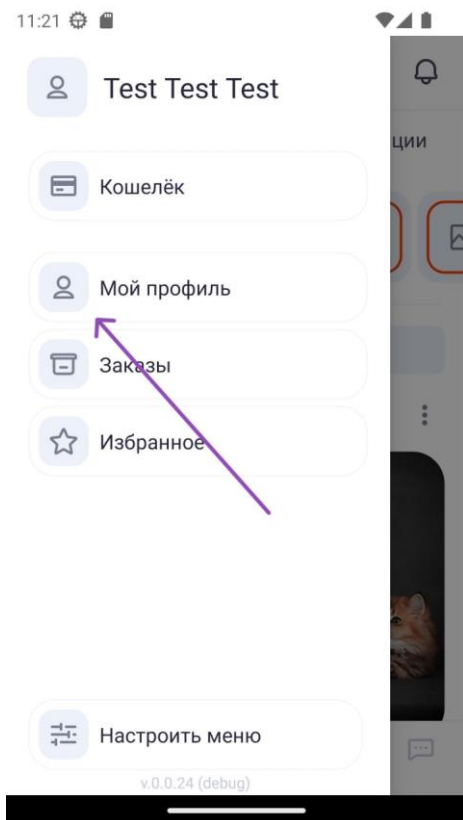 11:21
Test Test Test
ции
Кошелёк
Мой профиль
Заказы
Избранное
Настроить меню
v.0.0.24 (debug)